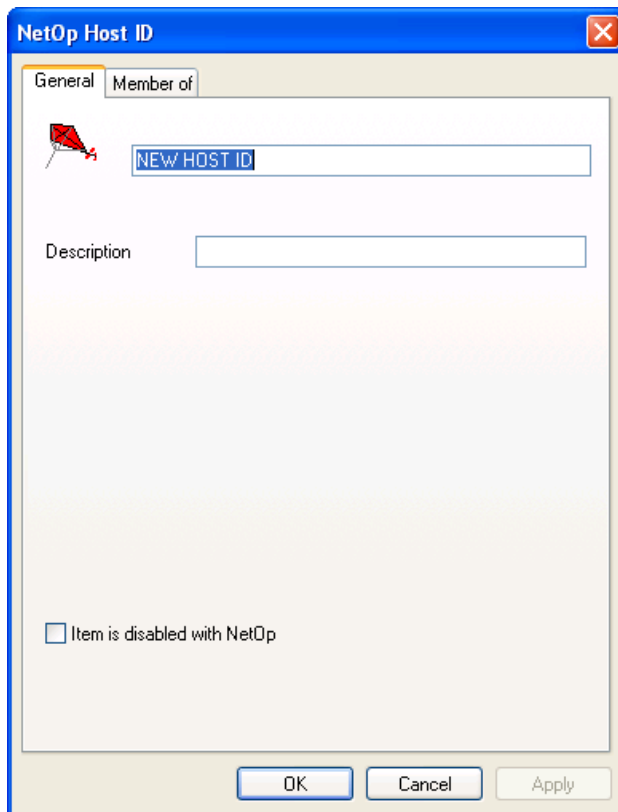 NetOp Host ID
General
Member of
NEW HOST ID
Description
Item is disabled with NetOp
OK
Cancel
Apply